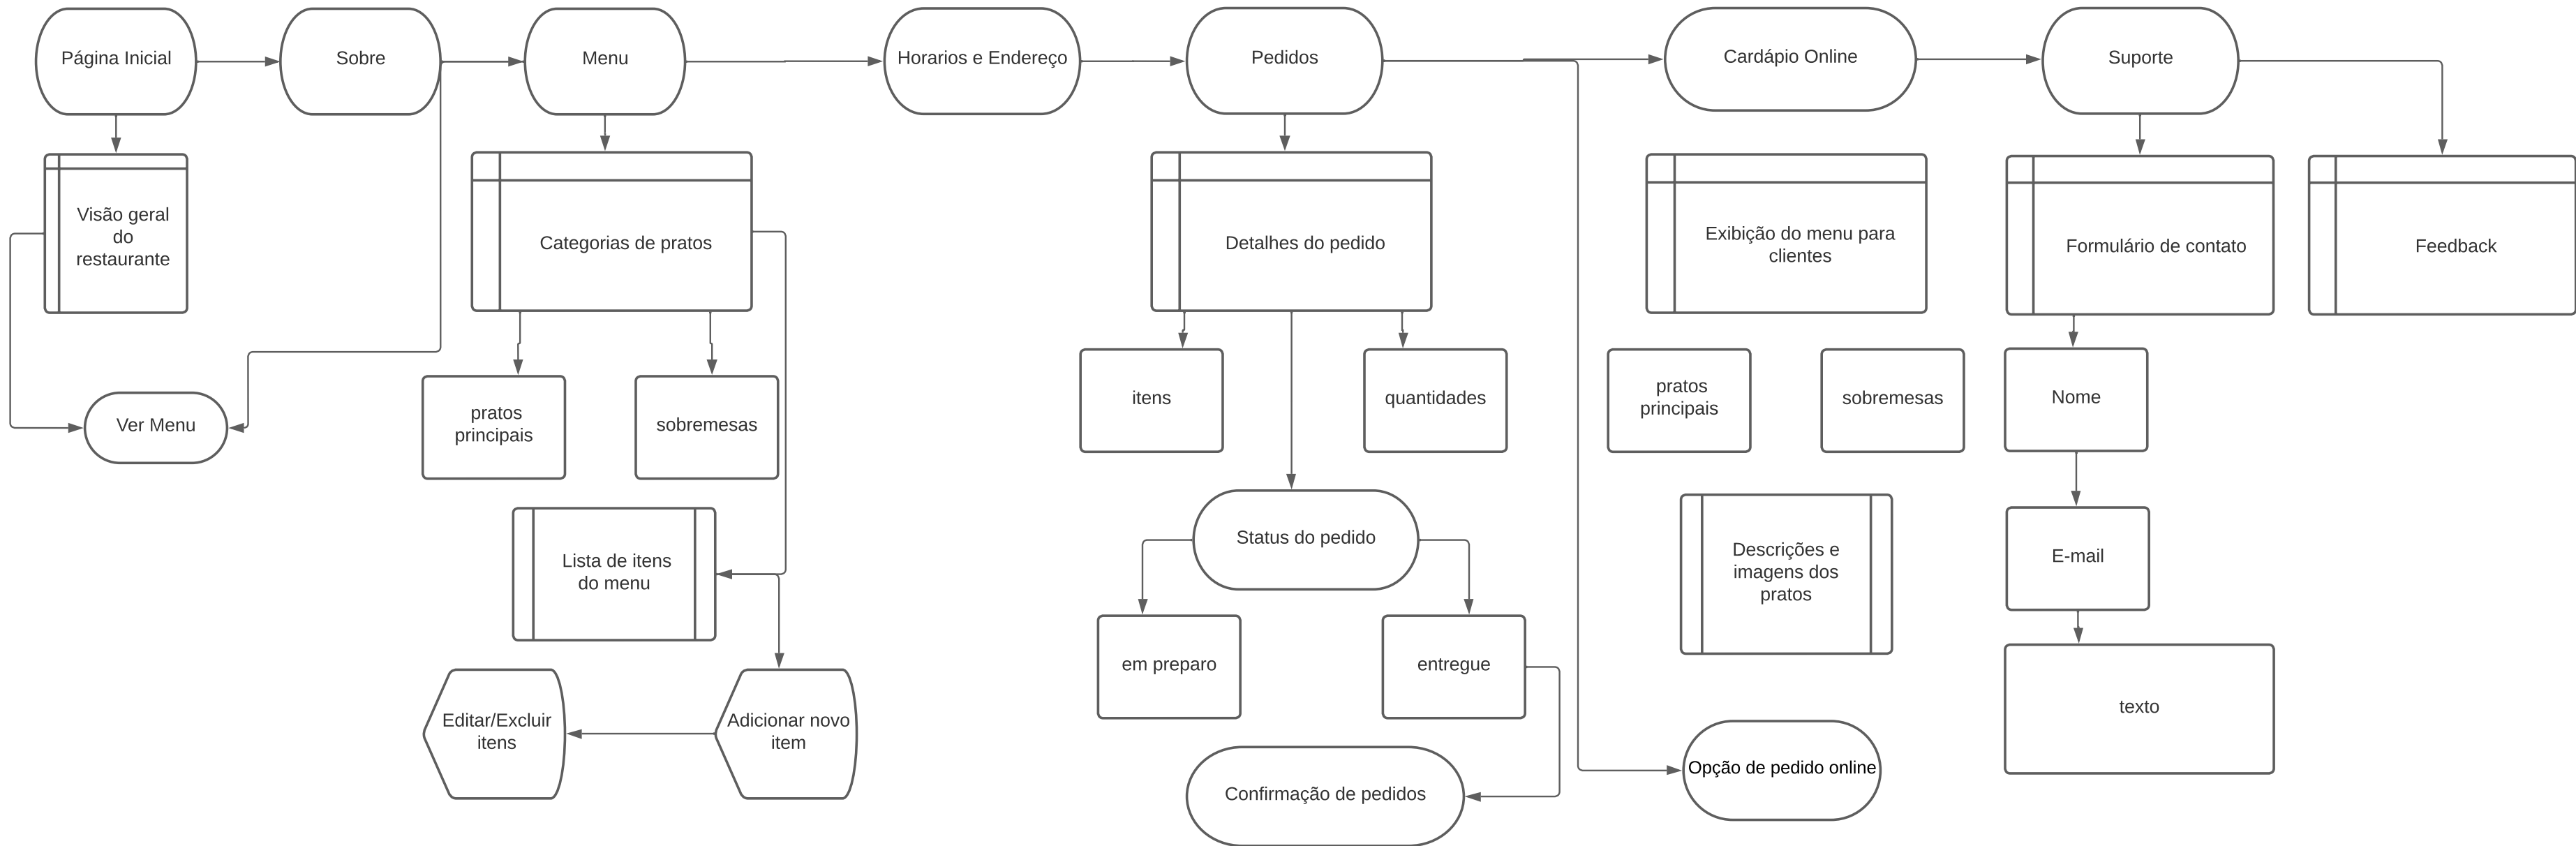 Página Inicial
Sobre
Menu
Horarios e Endereço
Pedidos
Cardápio Online
Suporte
Visão geral
do
restaurante
Categorias de pratos
Detalhes do pedido
Exibição do menu para
clientes
Formulário de contato
Feedback
Ver Menu
pratos
principais
sobremesas
itens
quantidades
pratos
principais
sobremesas
Nome
Lista de itens
do menu
Status do pedido
Descrições e
imagens dos
pratos
E-mail
Editar/Excluir
itens
Adicionar novo
item
em preparo
entregue
texto
Confirmação de pedidos
Opção de pedido online